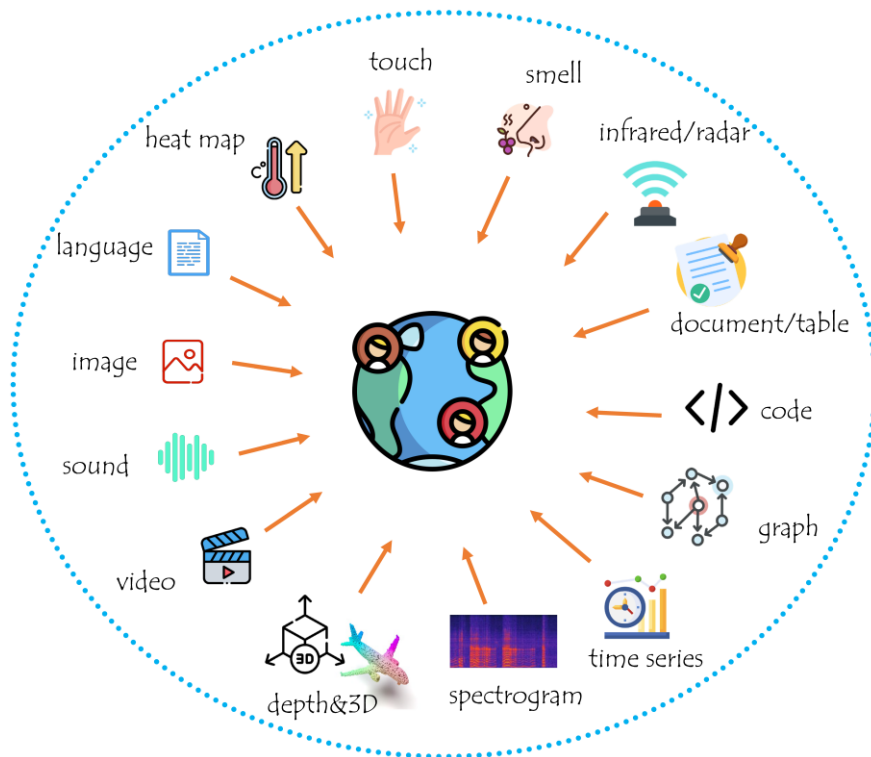 touch
smell
heat map
infrared/radar
C°
language
document/table
image
code
sound
graph
video
3D
time series
depth&3D
spectrogram